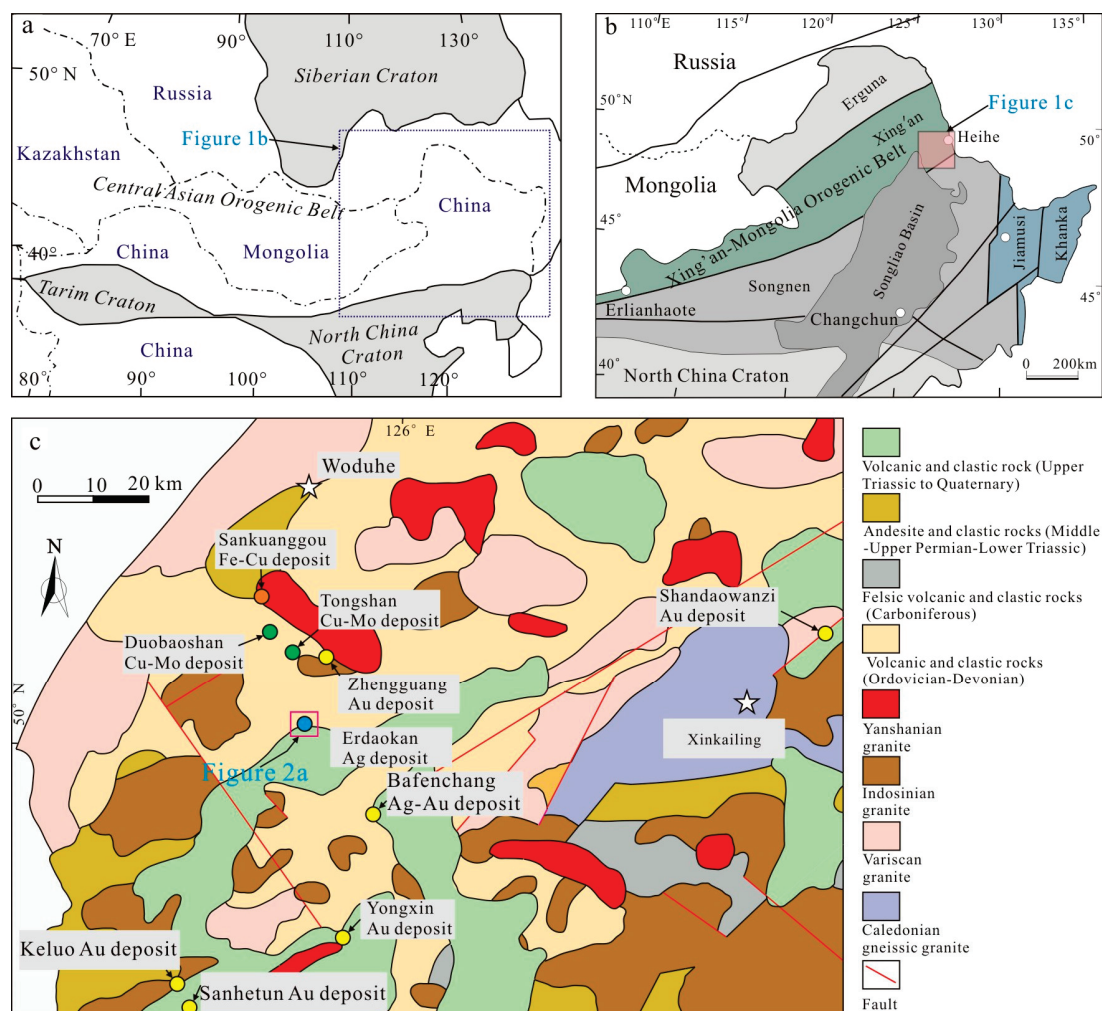 a
70° E
90°
110°
130°
50° N
Siberian Craton
Russia
Figure 1b
Kazakhstan
Central Asian Orogenic Belt
China
China
Mongolia
40°
Tarim Craton
North China
Craton
China
80°
90°
100°
110°
120°
b
110°E
115°
120°
125°
130°
135°
Russia
50°N
Erguna
Figure 1c
Xing'an
Heihe
50°
Mongolia
Xing'an-Mongolia Orogenic Belt
45°
Songliao Basin
Jiamusi
Khanka
Songnen
45°
Erlianhaote
Changchun
40°
North China Craton
0 200km
c
126° E
0 10 20 km
N
Woduhe
Sankuanggou
Fe-Cu deposit
Tongshan
Cu-Mo deposit
Shandaowanzi
Au deposit
Duobaoshan
Cu-Mo deposit
Zhengguang
Au deposit
50° N
Erdaokan
Ag deposit
Xinkailing
Figure 2a
Bafenchang
Ag-Au deposit
Yongxin
Au deposit
Keluo Au deposit
Sanhetun Au deposit
Volcanic and clastic rock (Upper
Triassic to Quaternary)
Andesite and clastic rocks (Middle
-Upper Permian-Lower Triassic)
Felsic volcanic and clastic rocks
(Carboniferous)
Volcanic and clastic rocks
(Ordovician-Devonian)
Yanshanian
granite
Indosinian
granite
Variscan
granite
Caledonian
gneissic granite
Fault